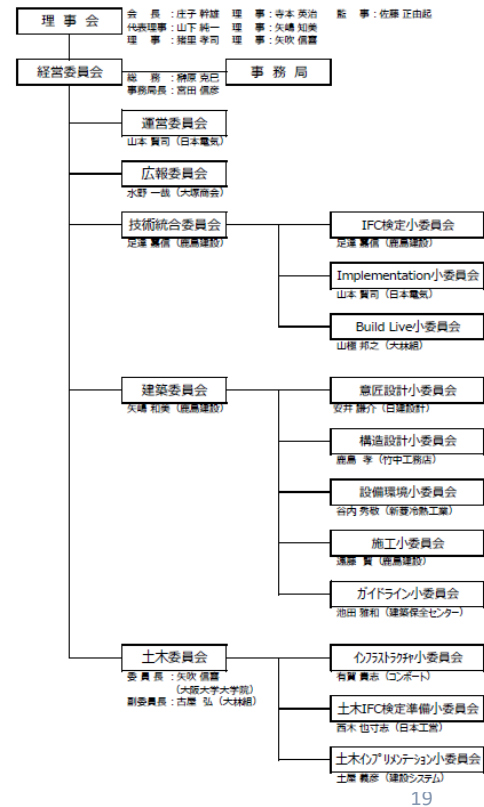 理 事 会
会 長：庄子 幹雄 理 事：寺本 英治 監 事：佐藤 正由起
代表理事：山下 純一 理 事：矢嶋 知美
理 事：猪里 孝司 理 事：矢吹 信喜
経営委員会
総 務：榊原 克巳
事務局長：宮田 信彦
事 務 局
運営委員会
山本 賢司（日本電気）
広報委員会
水野 一哉（大塚商会）
技術統合委員会
足達 嘉信（鹿島建設）
IFC検定小委員会
足達 嘉信（鹿島建設）
Implementation小委員会
山本 賢司（日本電気）
Build Live小委員会
山極 邦之（大林組）
建築委員会
矢嶋 和美（鹿島建設）
意匠設計小委員会
安井 謙介（日建設計）
構造設計小委員会
鹿島 孝（竹中工務店）
設備環境小委員会
谷内 秀敬（新菱冷熱工業）
施工小委員会
遠藤 賢（鹿島建設）
ガイドライン小委員会
池田 雅和（建築保全センター）
土木委員会
委 員 長 ：矢吹 信喜
（大阪大学大学院）
副委員長：古屋 弘（大林組）
インフラストラクチャ小委員会
有賀 貴志（コンポート）
土木IFC検定準備小委員会
西木 也寸志（日本工営）
土木インプリメンテーション小委員会
土屋 義彦（建設システム）
19